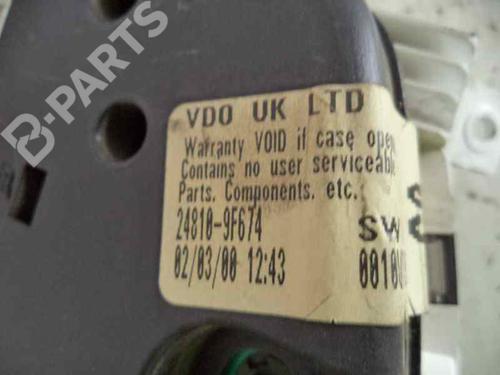 B-PARTS
VDO UK LTD
Warranty VOID if case open
Contains no user serviceable
Parts. Components. etc.
24810-9F674 SW
02/03/00 12:43